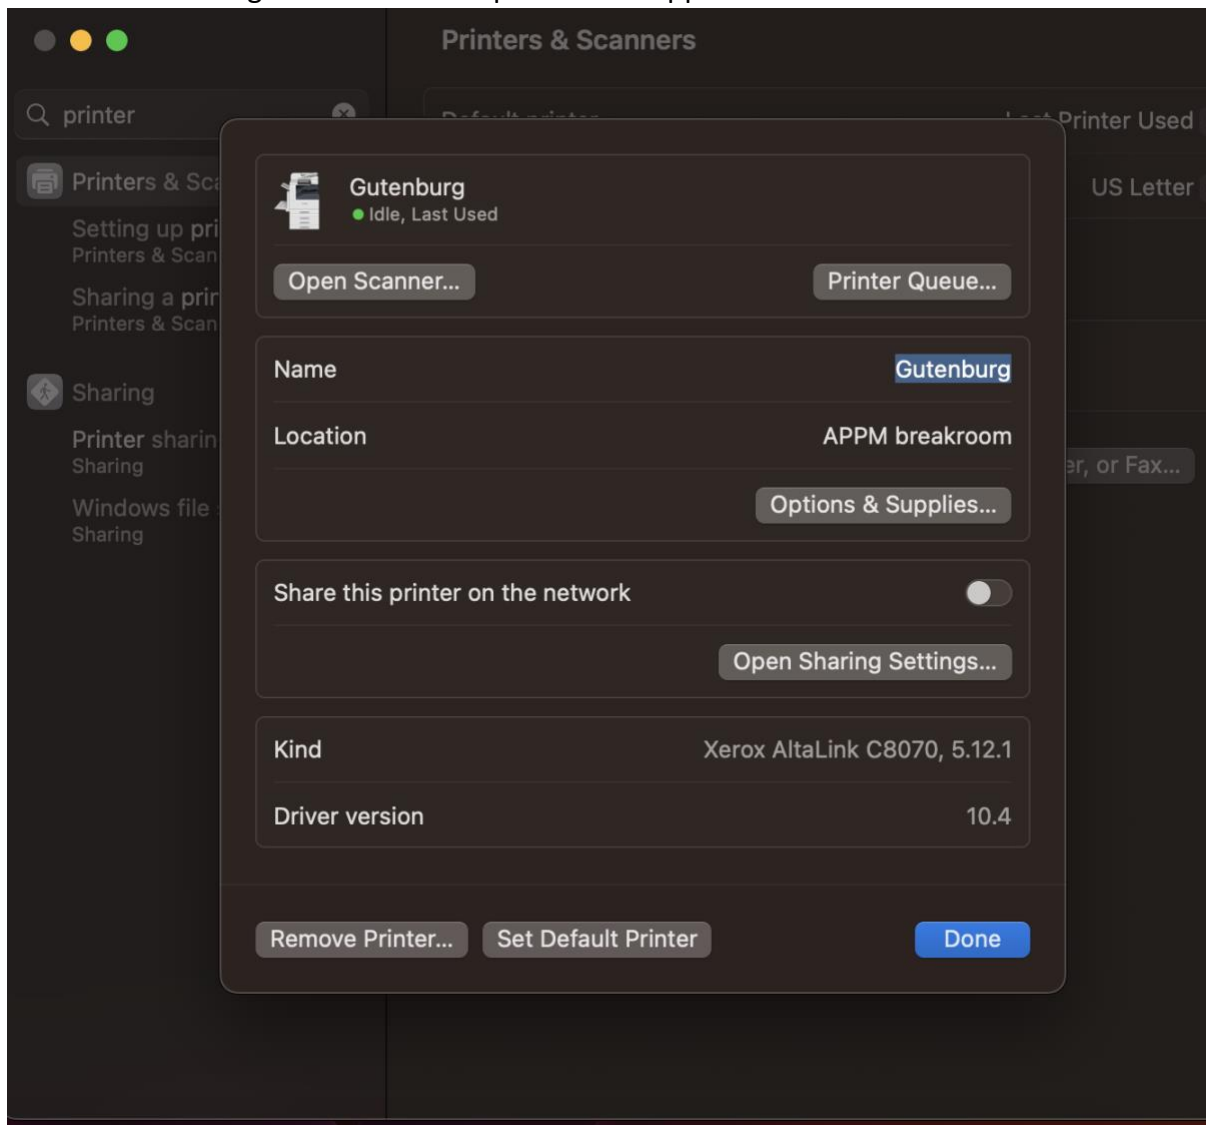 Printers & Scanners
printer
Printer Used
Printers & Sca
US Letter
Setting up pri
Printers & Scan
Sharing a prin
Printers & Scan
Sharing
Printer sharin
Sharing
Windows file
Sharing
er, or Fax...
Gutenburg
Idle, Last Used
Open Scanner...
Printer Queue...
Name
Gutenburg
Location
APPM breakroom
Options & Supplies...
Share this printer on the network
Open Sharing Settings...
Kind
Xerox AltaLink C8070, 5.12.1
Driver version
10.4
Remove Printer...
Set Default Printer
Done